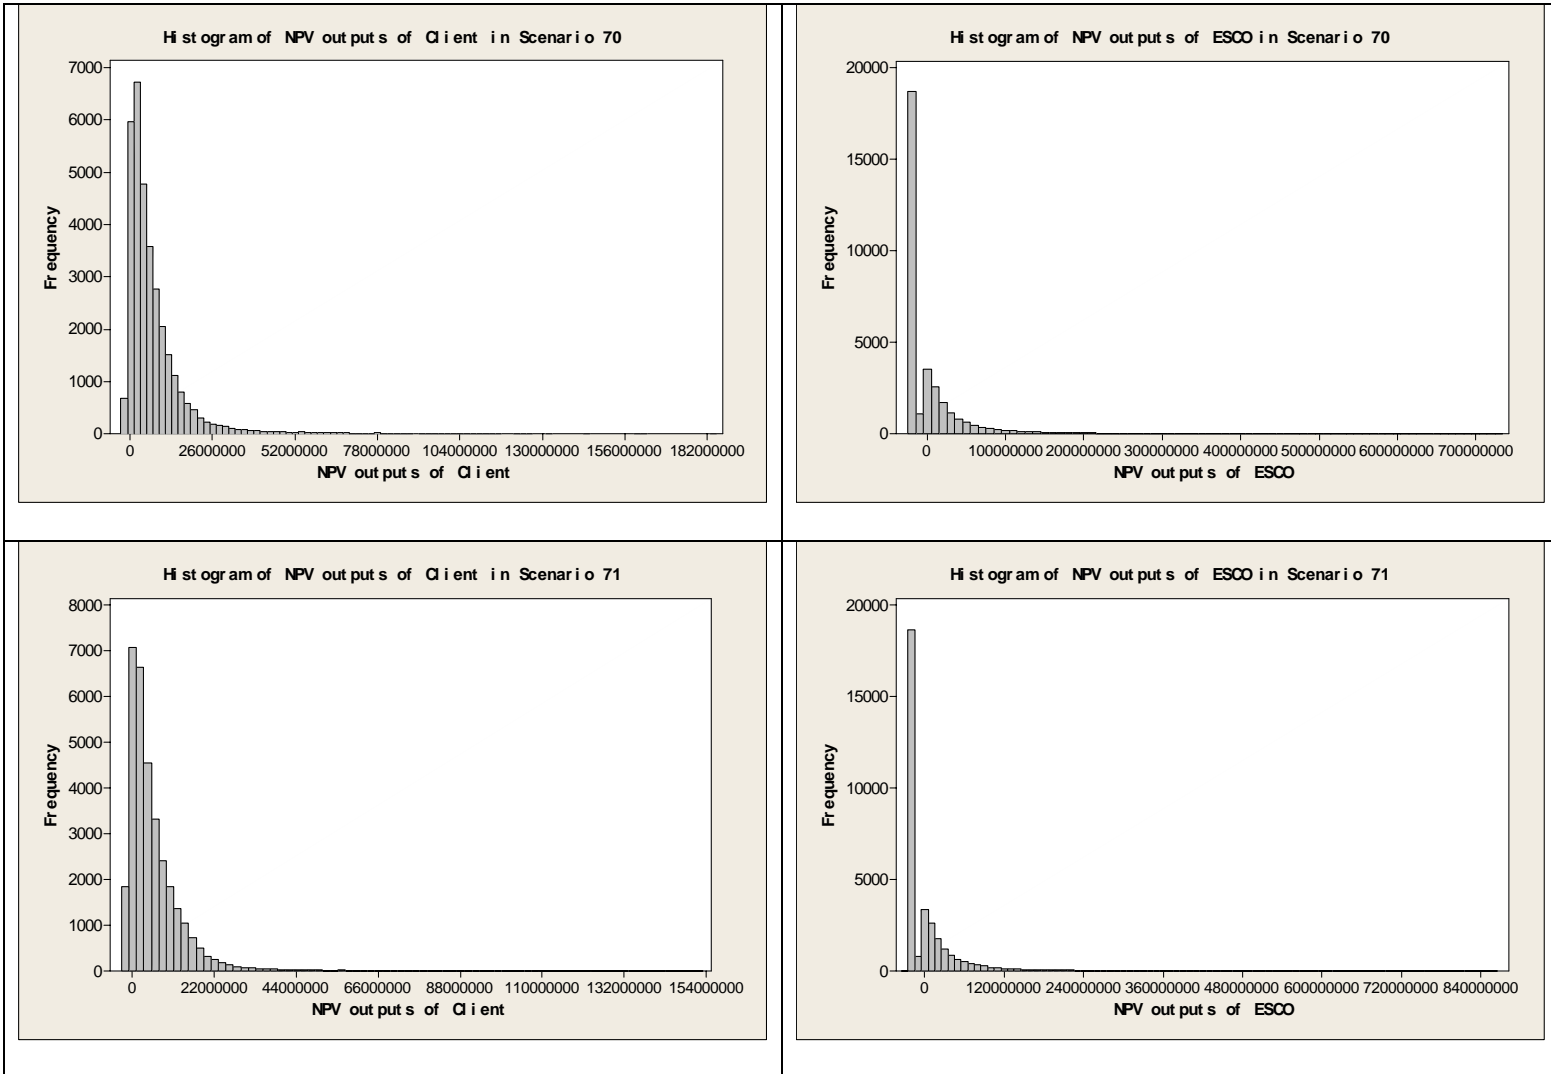 Histogram of NPV outputs of Client in Scenario 70
7000
6000
5000
4000
3000
2000
1000
0
Frequency
0 26000000 52000000 78000000 104000000 130000000 156000000 182000000
NPV outputs of Client
Histogram of NPV outputs of ESCO in Scenario 70
20000
15000
10000
5000
0
Frequency
0 100000000 200000000 300000000 400000000 500000000 600000000 700000000
NPV outputs of ESCO
Histogram of NPV outputs of Client in Scenario 71
8000
7000
6000
5000
4000
3000
2000
1000
0
Frequency
0 22000000 44000000 66000000 88000000 110000000 132000000 154000000
NPV outputs of Client
Histogram of NPV outputs of ESCO in Scenario 71
20000
15000
10000
5000
0
Frequency
0 120000000 240000000 360000000 480000000 600000000 720000000 840000000
NPV outputs of ESCO